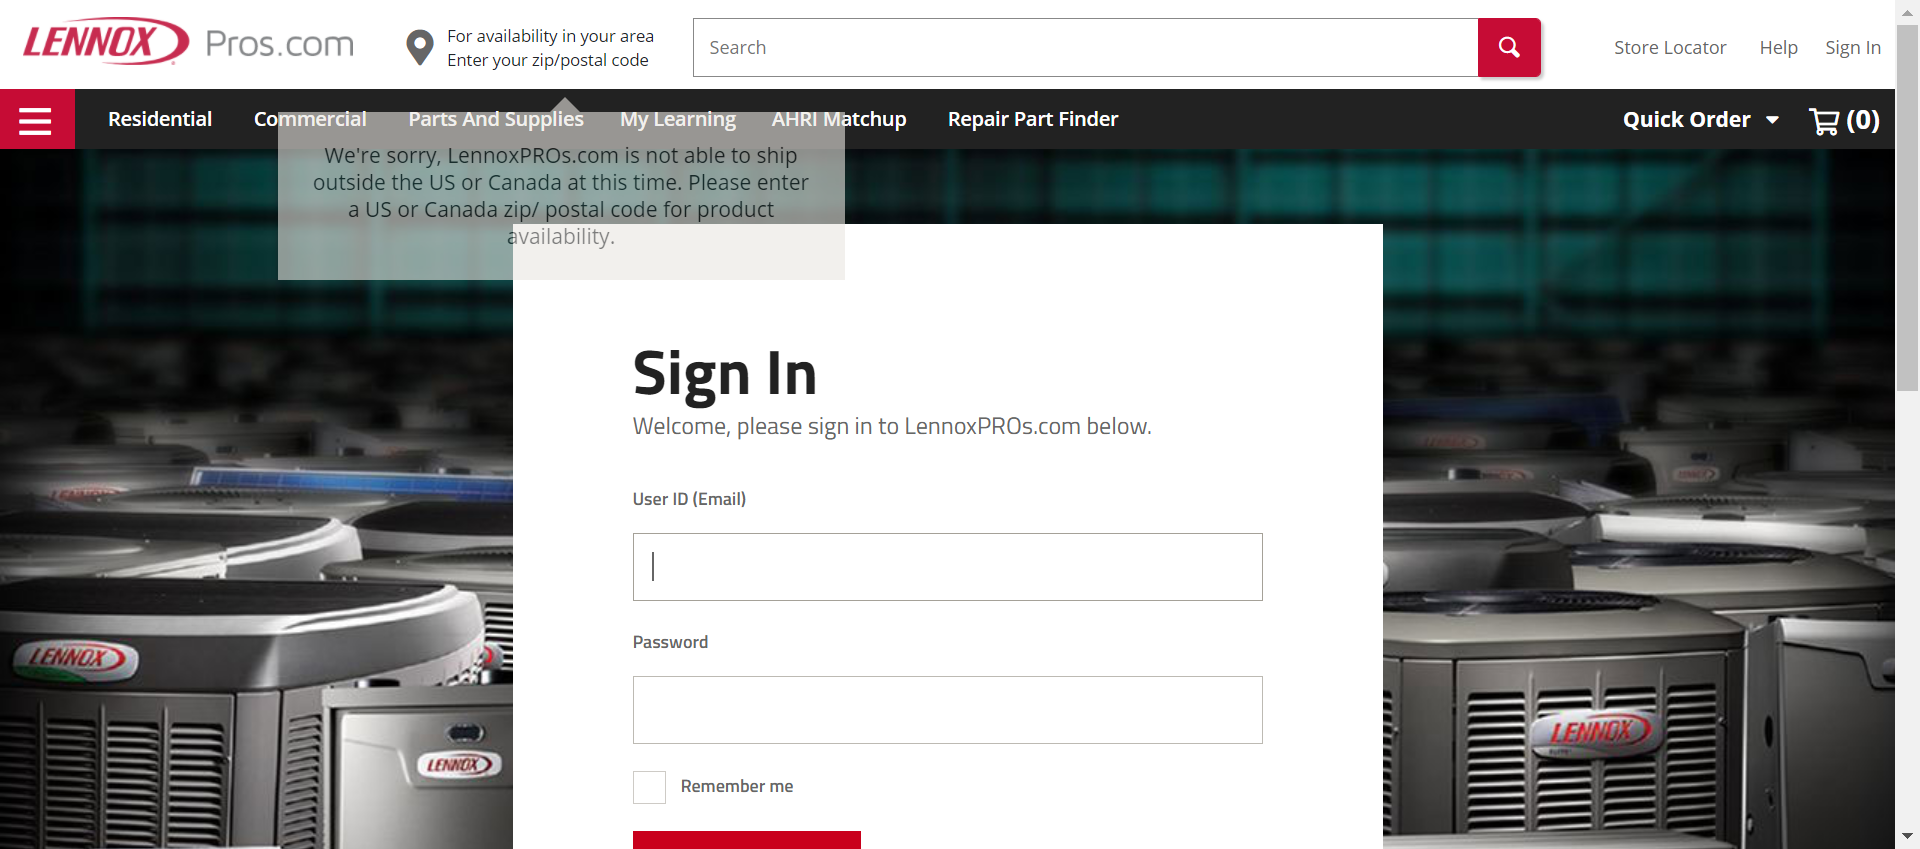 LENNOX Pros.com
For availability in your area
Enter your zip/postal code
Search
Store Locator
Help
Sign In
Residential
Commercial
Parts And Supplies
My Learning
AHRI Matchup
Repair Part Finder
Quick Order
(0)
We're sorry, LennoxPROs.com is not able to ship
outside the US or Canada at this time. Please enter
a US or Canada zip/ postal code for product
availability.
Sign In
Welcome, please sign in to LennoxPROs.com below.
User ID (Email)
Password
Remember me
LENNOX
LENNOX
LENNOX